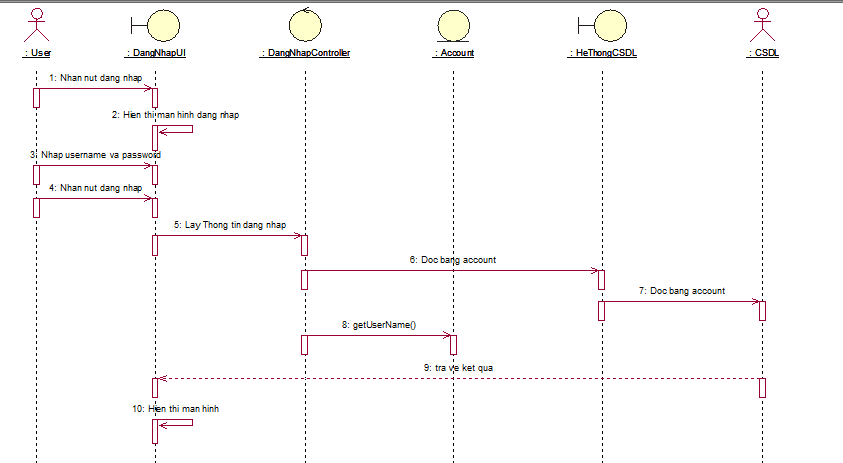 : User
: DangNhapUI
: DangNhapController
: Account
: HeThongCSDL
: CSDL
1: Nhan nut dang nhap
2: Hien thi man hinh dang nhap
3: Nhap username va password
4: Nhan nut dang nhap
5: Lay Thong tin dang nhap
6: Doc bang account
7: Doc bang account
8: getUserName()
9: tra ve ket qua
10: Hien thi man hinh